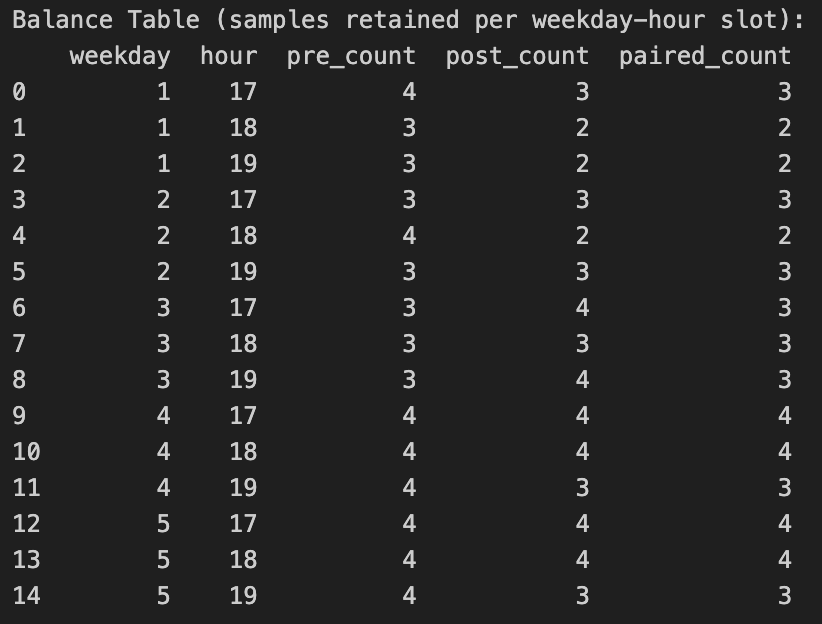 Balance Table (samples retained per weekday-hour slot):
    weekday  hour  pre_count  post_count  paired_count
0         1    17          4           3             3
1         1    18          3           2             2
2         1    19          3           2             2
3         2    17          3           3             3
4         2    18          4           2             2
5         2    19          3           3             3
6         3    17          3           4             3
7         3    18          3           3             3
8         3    19          3           4             3
9         4    17          4           4             4
10        4    18          4           4             4
11        4    19          4           3             3
12        5    17          4           4             4
13        5    18          4           4             4
14        5    19          4           3             3